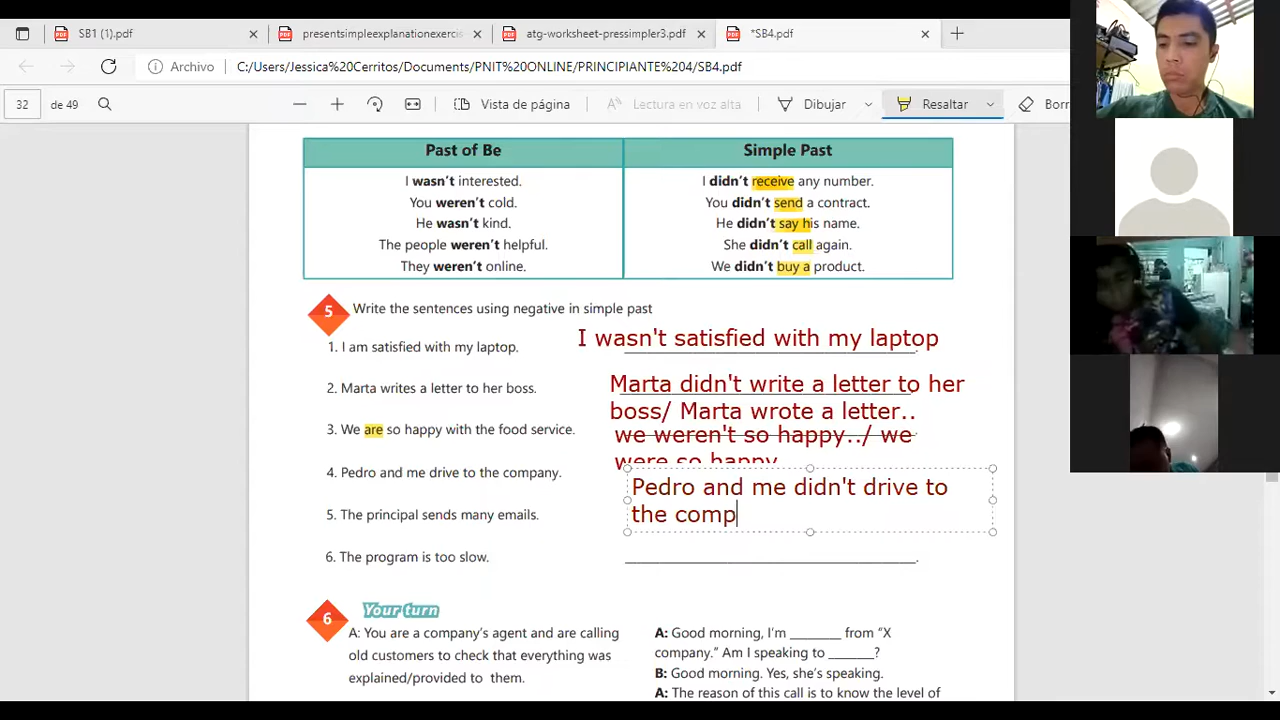 SB1 (1).pdf
presentsimpleexplanationexercis
atg-worksheet-pressimpler3.pdf
*SB4.pdf
Archivo
C:/Users/Jessica%20Cerritos/Documents/PNIT%20ONLINE/PRINCIPIANTE%204/SB4.pdf
32
de 49
Vista de página
Lectura en voz alta
Dibujar
Resaltar
Borr
Past of Be
I wasn't interested.
You weren't cold.
He wasn't kind.
The people weren't helpful.
They weren't online.
Simple Past
I didn't receive any number.
You didn't send a contract.
He didn't say his name.
She didn't call again.
We didn't buy a product.
5 Write the sentences using negative in simple past
1. I am satisfied with my laptop.
I wasn't satisfied with my laptop
2. Marta writes a letter to her boss.
Marta didn't write a letter to her
boss/ Marta wrote a letter..
3. We are so happy with the food service.
we weren't so happy../ we
were so happy
4. Pedro and me drive to the company.
Pedro and me didn't drive to
the comp
5. The principal sends many emails.
6. The program is too slow.
6 Your turn
A: You are a company's agent and are calling
old customers to check that everything was
explained/provided to them.
A: Good morning, I'm ________ from "X
company." Am I speaking to _______?
B: Good morning. Yes, she's speaking.
A: The reason of this call is to know the level of